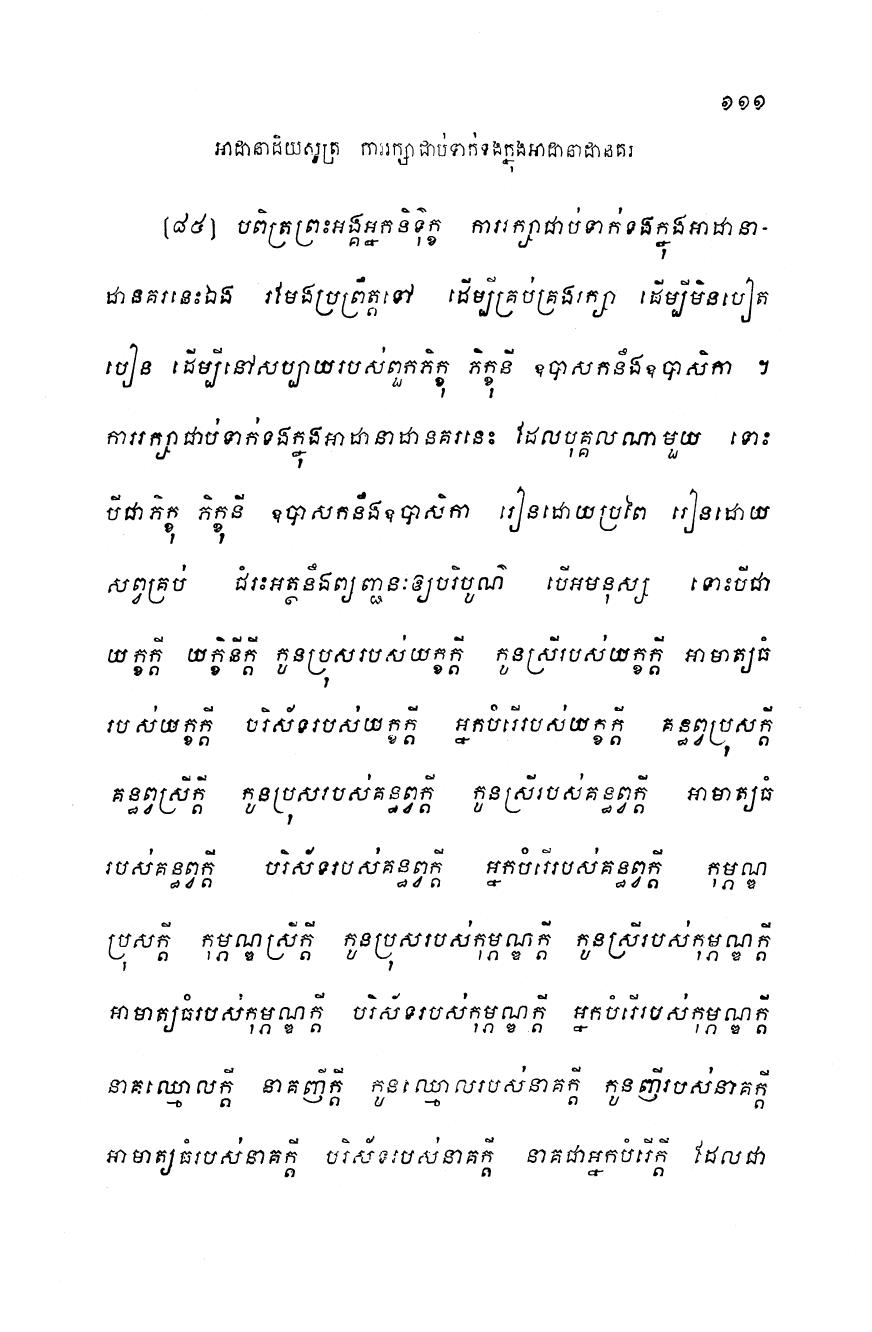 ១១១
អាដានាដិយសូត្រ ការរក្សាជាប់ទាក់ទងក្នុងអាដានាដានគរ
[៨៥] បពិត្រព្រះអង្គអ្នកនិទ៌ុក្ខ ការរក្សាជាប់ទាក់ទងក្នុងអាដានា-
ដានគរនេះឯង រមែងប្រព្រឹត្តទៅ ដើម្បីគ្រប់គ្រងរក្សា ដើម្បីមិនបៀត
បៀន ដើម្បីនៅសប្បាយរបស់ពួកភិក្ខុ ភិក្ខុនី ឧបាសកនឹងឧបាសិកា ។
ការរក្សាជាប់ទាក់ទងក្នុងអាដានាដានគរនេះ ដែលបុគ្គលណាមួយ ទោះ
បីជាភិក្ខុ ភិក្ខុនី ឧបាសកនឹងឧបាសិកា រៀនដោយប្រពៃ រៀនដោយ
សព្វគ្រប់ ជំរះអត្ថនឹងព្យញ្ជនៈឲ្យបរិបូណ៌ បើអមនុស្ស ទោះបីជា
យក្ខក្តី យក្ខិនីក្តី កូនប្រុសរបស់យក្ខក្តី កូនស្រីរបស់យក្ខក្តី អាមាត្យធំ
របស់យក្ខក្តី បរិស័ទរបស់យក្ខក្តី អ្នកបំរើរបស់យក្ខក្តី គន្ធព្វប្រុសក្តី
គន្ធព្វស្រីក្តី កូនប្រុសរបស់គន្ធព្វក្តី កូនស្រីរបស់គន្ធព្វក្តី អាមាត្យធំ
របស់គន្ធព្វក្តី បរិស័ទរបស់គន្ធព្វក្តី អ្នកបំរើរបស់គន្ធព្វក្តី កុម្ភណ្ឌ
ប្រុសក្តី កុម្ភណ្ឌស្រីក្តី កូនប្រុសរបស់កុម្ភណ្ឌក្តី កូនស្រីរបស់កុម្ភណ្ឌក្តី
អាមាត្យធំរបស់កុម្ភណ្ឌក្តី បរិស័ទរបស់កុម្ភណ្ឌក្តី អ្នកបំរើរបស់កុម្ភណ្ឌក្តី
នាគឈ្មោលក្តី នាគញីក្តី កូនឈ្មោលរបស់នាគក្តី កូនញីរបស់នាគក្តី
អាមាត្យធំរបស់នាគក្តី បរិស័ទរបស់នាគក្តី នាគជាអ្នកបំរើក្តី ដែលជា